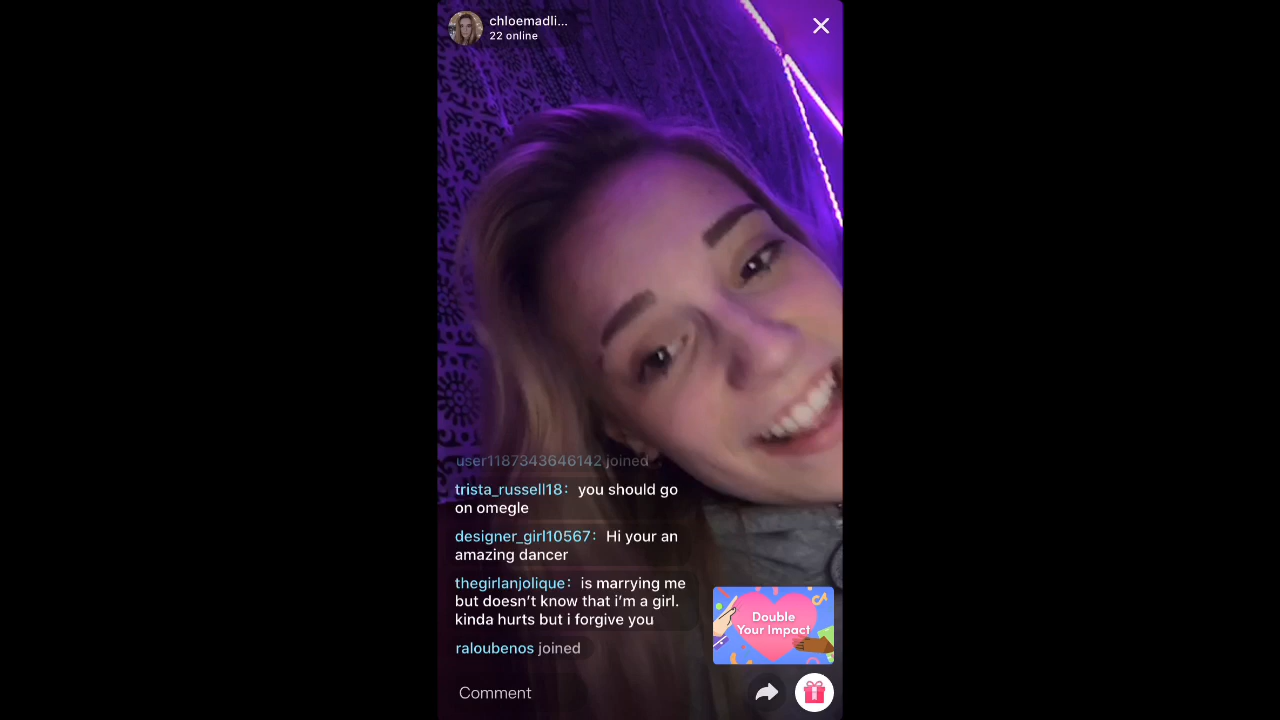 chloemadli...
22 online
user1187343646142 joined
trista_russell18: you should go
on omegle
designer_girl10567: Hi your an
amazing dancer
thegirlanjolique: is marrying me
but doesn’t know that i’m a girl.
kinda hurts but i forgive you
raloubenos joined
Double
Your Impact
Comment